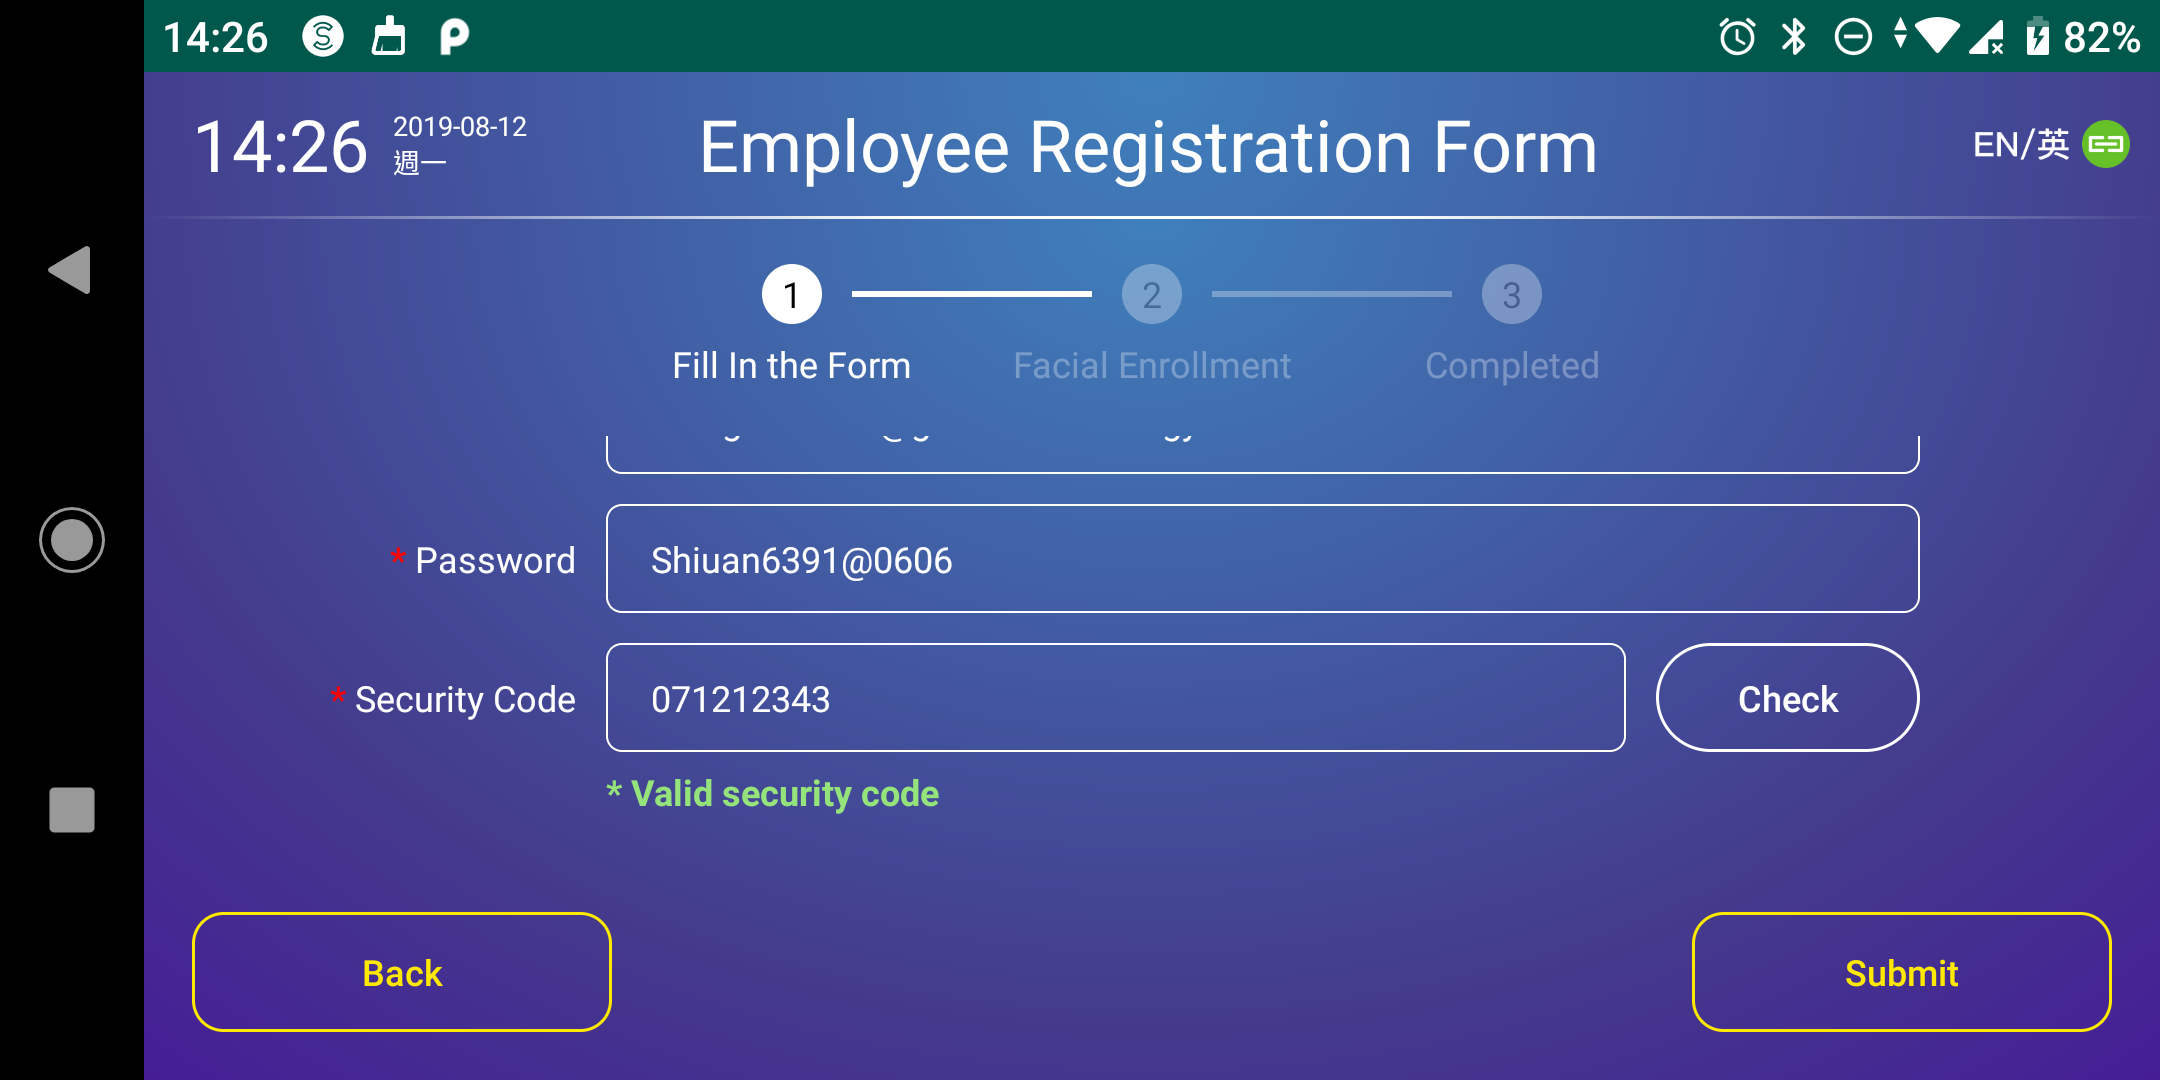 14:26
82%
14:26
2019-08-12
週一
Employee Registration Form
EN/英
1
2
3
Fill In the Form
Facial Enrollment
Completed
* Password
Shiuan6391@0606
* Security Code
071212343
Check
* Valid security code
Back
Submit